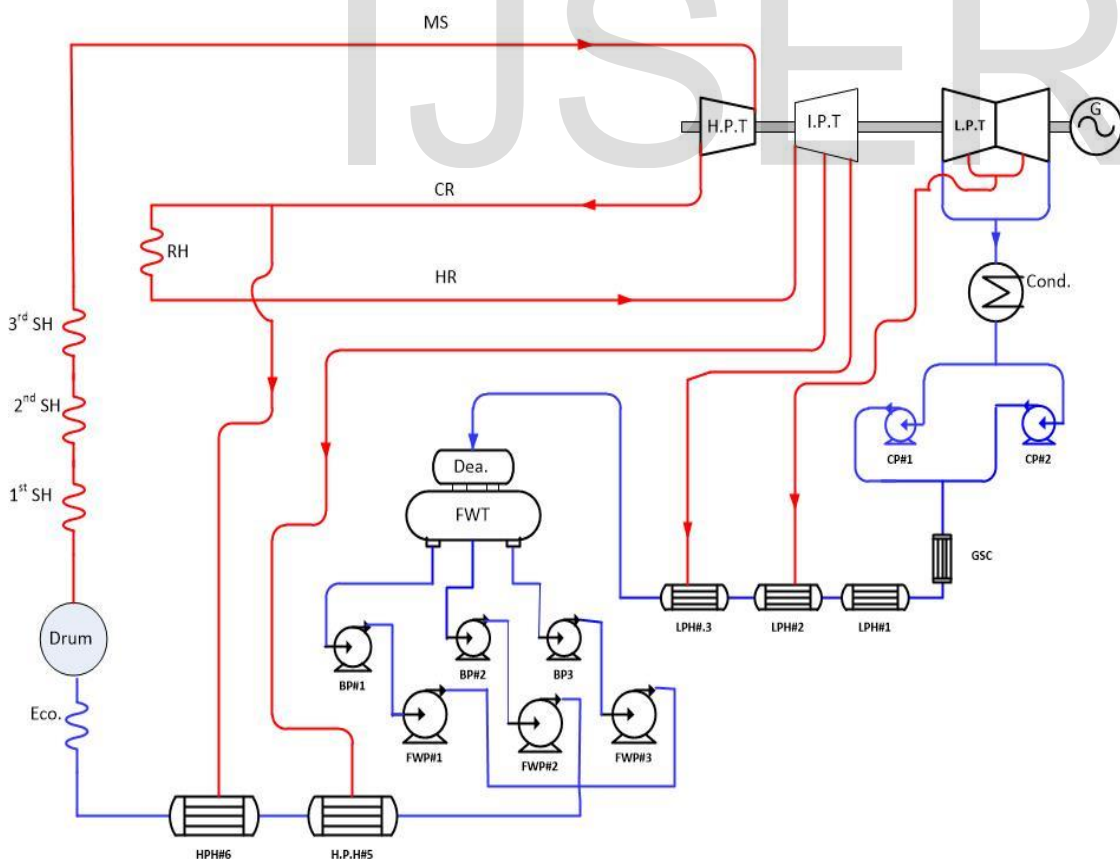 IJSER
MS
H.P.T
I.P.T
L.P.T
G
CR
RH
HR
Cond.
3rd SH
2nd SH
1st SH
CP#1
CP#2
Dea.
FWT
GSC
LPH#.3
LPH#2
LPH#1
Drum
BP#1
BP#2
BP3
Eco.
FWP#1
FWP#2
FWP#3
HPH#6
H.P.H#5